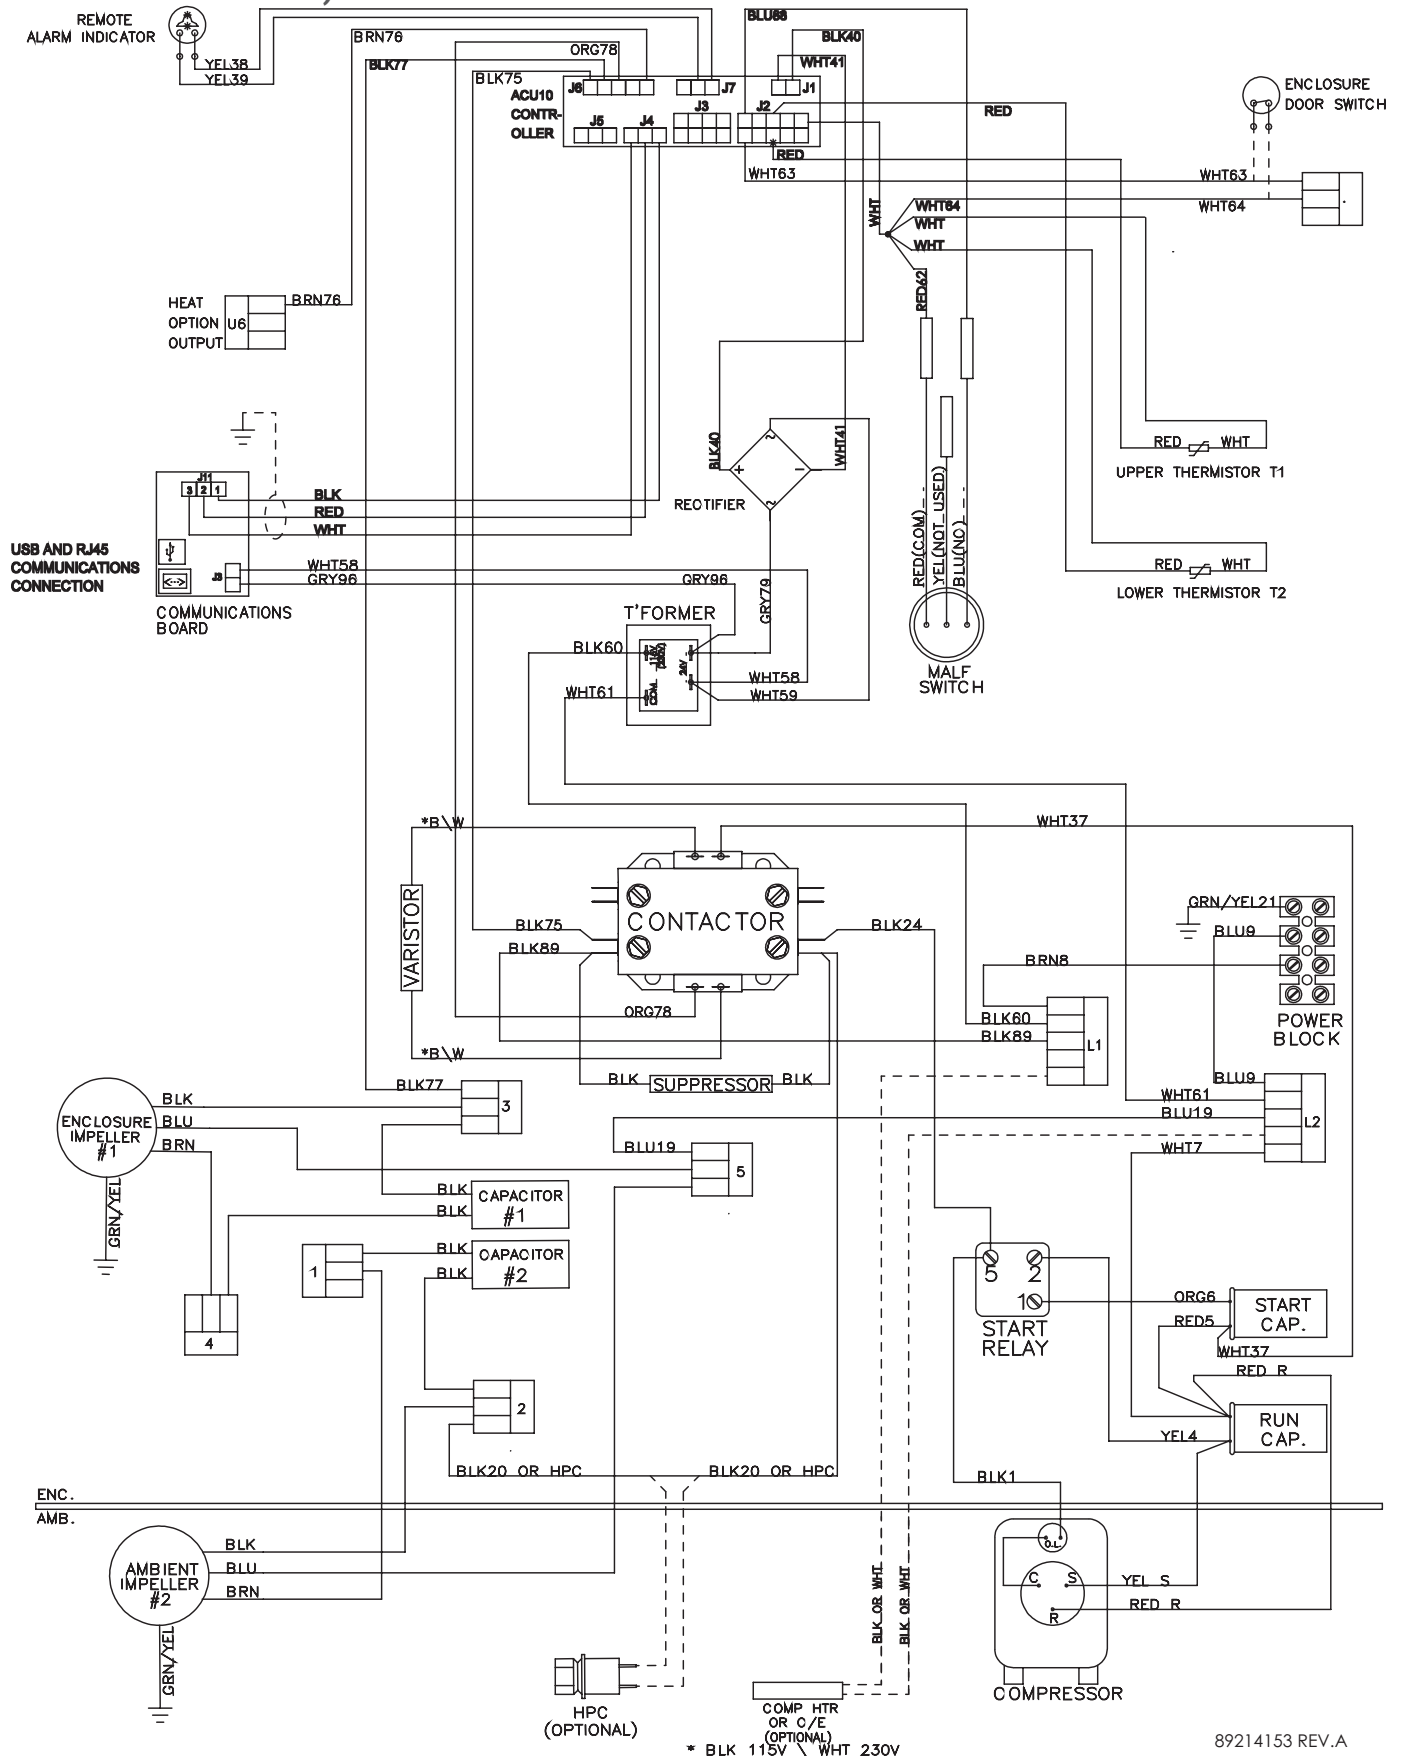 REMOTE
ALARM INDICATOR
YEL38
YEL39
BRN76
BLK77
ORG78
BLK75
BLU66
BLK40
WHT41
J6
J7
J1
ACU10
CONTR-
OLLER
J3
J2
J5
J4
RED
RED
WHT63
ENCLOSURE
DOOR SWITCH
WHT63
WHT64
WHT
WHT64
WHT
WHT
RED62
HEAT
OPTION
OUTPUT
U6
BRN76
BLK40
WHT41
RECTIFIER
RED
WHT
UPPER THERMISTOR T1
RED
WHT
LOWER THERMISTOR T2
J11
3 2 1
BLK
RED
WHT
USB AND RJ45
COMMUNICATIONS
CONNECTION
J3
WHT58
GRY96
COMMUNICATIONS
BOARD
GRY96
GRY79
RED(COM)
YEL(NOT USED)
BLU(NO)
MALF
SWITCH
T'FORMER
BLK60
WHT61
115V
(230V)
COM
24V
WHT58
WHT59
*B\W
WHT37
VARISTOR
CONTACTOR
BLK75
BLK89
BLK24
ORG78
*B\W
BLK
SUPPRESSOR
BLK
GRN/YEL21
BLU9
BRN8
POWER
BLOCK
BLK60
BLK89
L1
BLU9
WHT61
BLU19
L2
WHT7
BLK77
3
ENCLOSURE
IMPELLER
#1
BLK
BLU
BRN
GRN/YEL
BLU19
5
BLK
BLK
CAPACITOR
#1
BLK
BLK
CAPACITOR
#2
1
4
2
5
2
1
START
RELAY
ORG6
RED5
START
CAP.
WHT37
RED R
RUN
CAP.
YEL4
BLK1
BLK20 OR HPC
BLK20 OR HPC
ENC.
AMB.
AMBIENT
IMPELLER
#2
BLK
BLU
BRN
GRN/YEL
BLK OR WHT
BLK OR WHT
O.L.
C
S
R
YEL S
RED R
COMPRESSOR
HPC
(OPTIONAL)
COMP HTR
OR C/E
(OPTIONAL)
* BLK 115V \ WHT 230V
89214153 REV.A